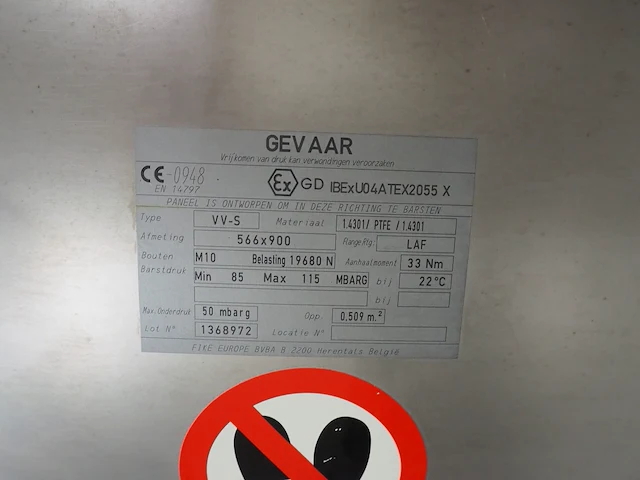 GEVAAR
Vrijkomen van druk kan verwondingen veroorzaken
CE 0948
EN 14797
Ex GD IBExU04ATEX2055 X
PANEEL IS ONTWORPEN OM IN DEZE RICHTING TE BARSTEN
Type VV-S Materiaal 1.4301/ PTFE /1.4301
Afmeting 566x900 Range Rtg: LAF
Bouten M10 Belasting 19680 N Aanhaalmoment 33 Nm
Barstdruk Min 85 Max 115 MBARG bij 22°C
bij
Max. Onderdruk 50 mbarg Opp. 0,509 m.²
Lot N° 1368972 Locatie N°
EUROPE BVBA B 2200 Herentals België